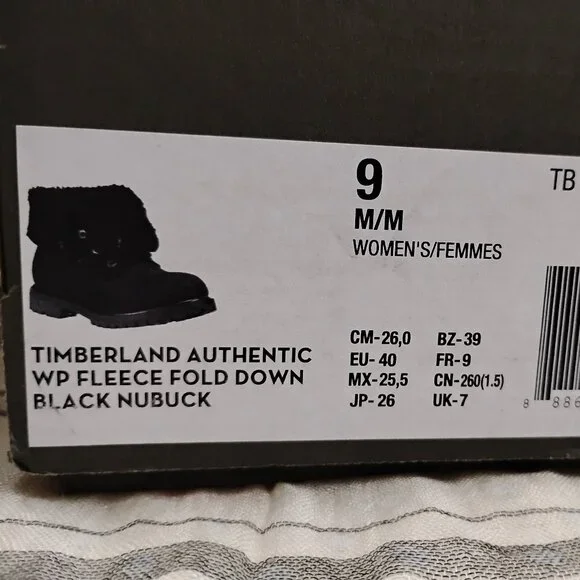 9
TB
M/M
WOMEN'S/FEMMES
TIMBERLAND AUTHENTIC
WP FLEECE FOLD DOWN
BLACK NUBUCK
CM-26,0 BZ-39
EU- 40 FR-9
MX-25,5 CN-260(1.5)
JP- 26 UK-7
8 886